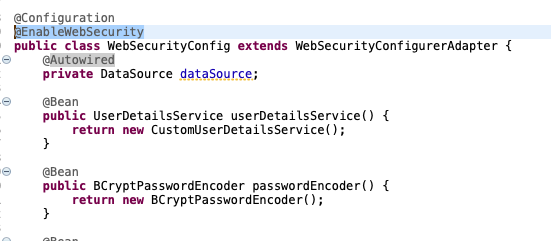 @Configuration
@EnableWebSecurity
public class WebSecurityConfig extends WebSecurityConfigurerAdapter {
@Autowired
private DataSource dataSource;
@Bean
public UserDetailsService userDetailsService() {
return new CustomUserDetailsService();
}
@Bean
public BCryptPasswordEncoder passwordEncoder() {
return new BCryptPasswordEncoder();
}
@Bean